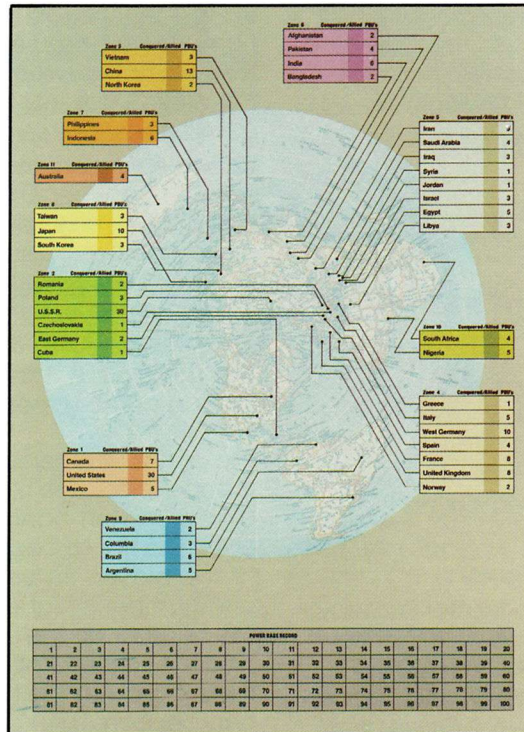 Zone 3 Conquered/Allied PBU's
Vietnam 3
China 13
North Korea 2
Zone 6 Conquered/Allied PBU's
Afghanistan 2
Pakistan 4
India 6
Bangladesh 2
Zone 7 Conquered/Allied PBU's
Philippines 3
Indonesia 6
Zone 11 Conquered/Allied PBU's
Australia 4
Conquered/Allied PBU's
Taiwan 3
Japan 10
South Korea 3
Conquered/Allied PBU's
Romania 2
Poland 3
U.S.S.R. 30
Czechoslovakia 1
East Germany 2
Cuba 1
Zone 5 Conquered/Allied PBU's
Iran
Saudi Arabia 4
Iraq 3
Syria 1
Jordan 1
Israel 3
Egypt 5
Libya 3
Zone 10 Conquered/Allied PBU's
South Africa 4
Nigeria 5
Zone 4 Conquered/Allied PBU's
Greece 1
Italy 5
West Germany 10
Spain 4
France 8
United Kingdom 8
Norway 2
Zone 1 Conquered/Allied PBU's
Canada 7
United States 30
Mexico 5
Conquered/Allied PBU's
Venezuela 2
Columbia 3
Brazil 6
Argentina 5
POWER BASE RECORD
1 2 3 4 5 6 7 8 9 10 11 12 13 14 15 16 17 18 19 20
21 22 23 24 25 26 27 28 29 30 31 32 33 34 35 36 37 38 39 40
41 42 43 44 45 46 47 48 49 50 51 52 53 54 55 56 57 58 59 60
61 62 63 64 65 66 67 68 69 70 71 72 73 74 75 76 77 78 79 80
81 82 83 84 85 86 87 88 89 90 91 92 93 94 95 96 97 98 99 100